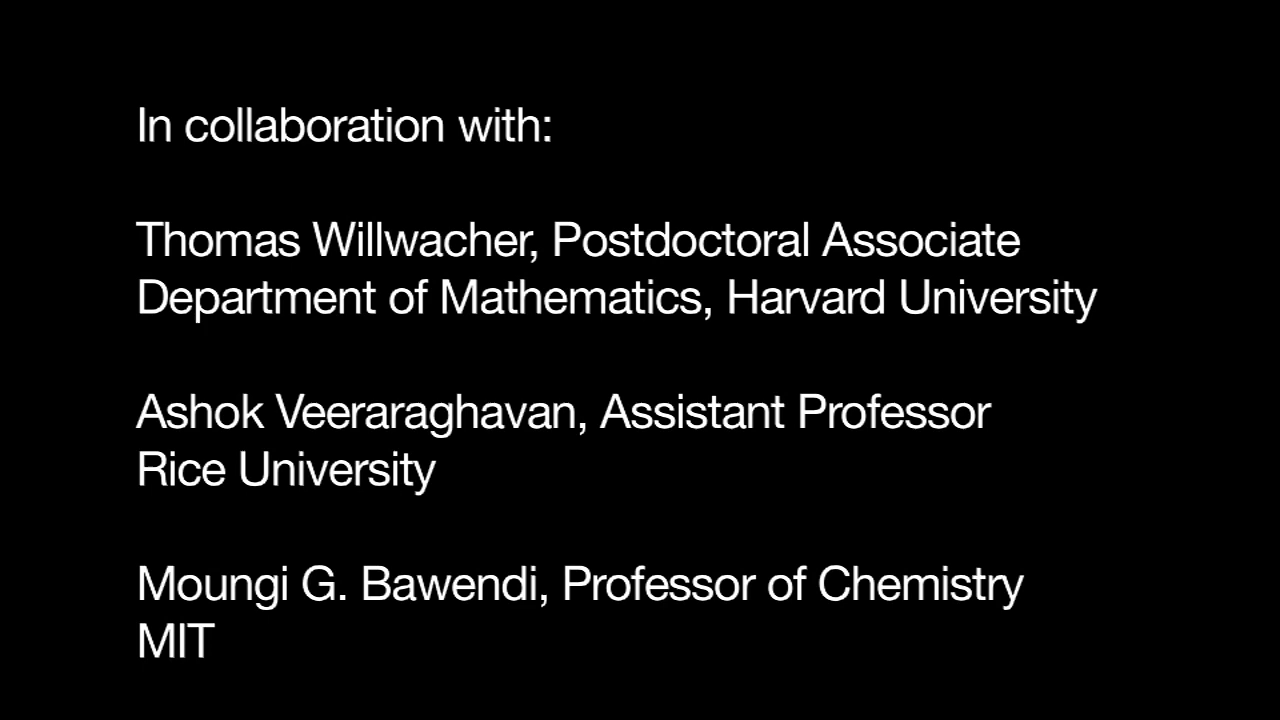 In collaboration with:
Thomas Willwacher, Postdoctoral Associate
Department of Mathematics, Harvard University
Ashok Veeraraghavan, Assistant Professor
Rice University
Moungi G. Bawendi, Professor of Chemistry
MIT